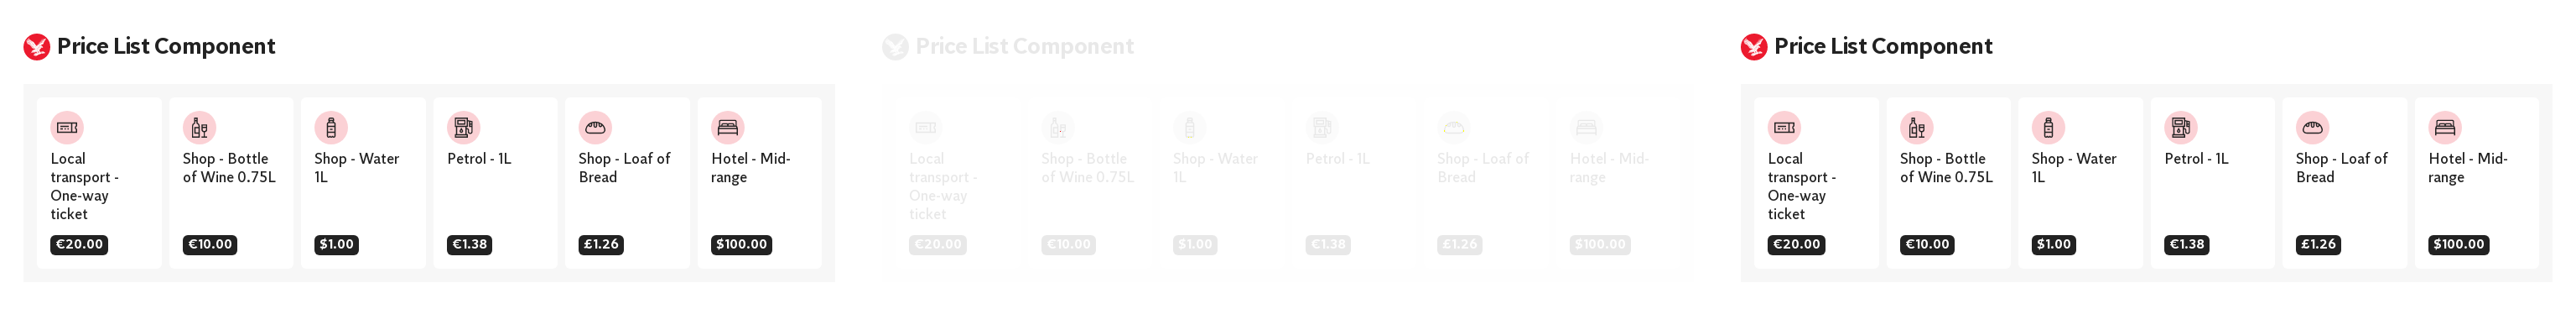 Price List Component
Local
transport -
One-way
ticket
€20.00
Shop - Bottle
of Wine 0.75L
€10.00
Shop - Water
1L
$1.00
Petrol - 1L
€1.38
Shop - Loaf of
Bread
£1.26
Hotel - Mid-
range
$100.00
Price List Component
Local
transport -
One-way
ticket
€20.00
Shop - Bottle
of Wine 0.75L
€10.00
Shop - Water
1L
$1.00
Petrol - 1L
€1.38
Shop - Loaf of
Bread
£1.26
Hotel - Mid-
range
$100.00
Price List Component
Local
transport -
One-way
ticket
€20.00
Shop - Bottle
of Wine 0.75L
€10.00
Shop - Water
1L
$1.00
Petrol - 1L
€1.38
Shop - Loaf of
Bread
£1.26
Hotel - Mid-
range
$100.00